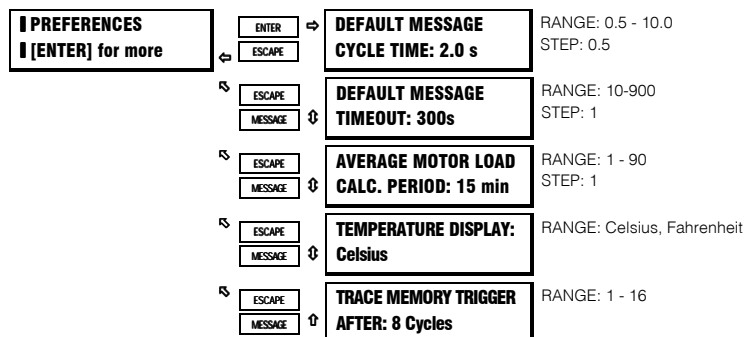 PREFERENCES
[ENTER] for more
ENTER
ESCAPE
DEFAULT MESSAGE
CYCLE TIME: 2.0 s
RANGE: 0.5 - 10.0
STEP: 0.5
ESCAPE
MESSAGE
DEFAULT MESSAGE
TIMEOUT: 300s
RANGE: 10-900
STEP: 1
ESCAPE
MESSAGE
AVERAGE MOTOR LOAD
CALC. PERIOD: 15 min
RANGE: 1 - 90
STEP: 1
ESCAPE
MESSAGE
TEMPERATURE DISPLAY:
Celsius
RANGE: Celsius, Fahrenheit
ESCAPE
MESSAGE
TRACE MEMORY TRIGGER
AFTER: 8 Cycles
RANGE: 1 - 16